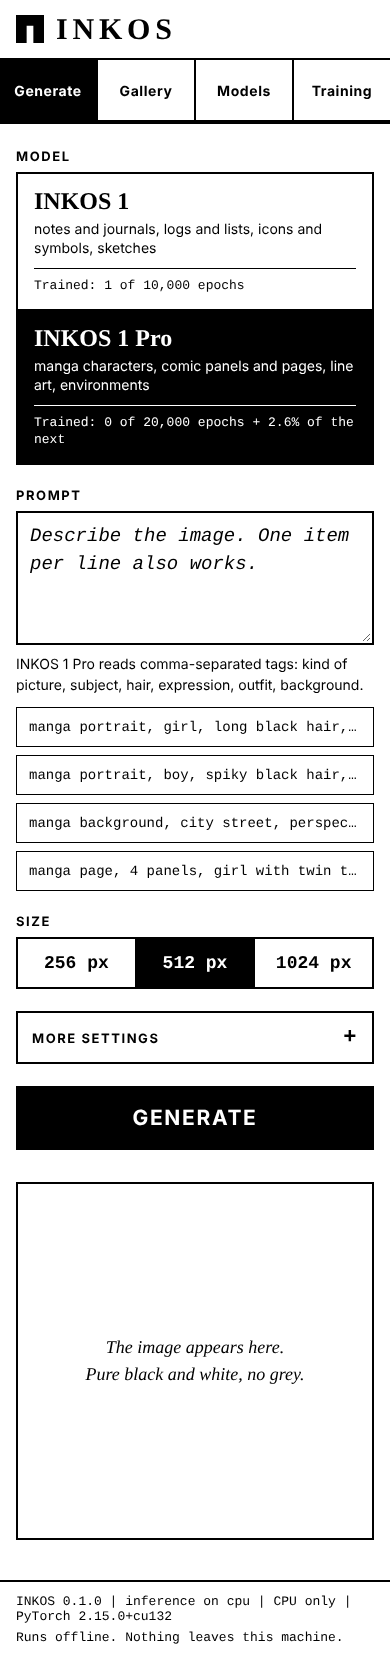 INKOS
Generate
Gallery
Models
Training
MODEL
INKOS 1
notes and journals, logs and lists, icons and
symbols, sketches
Trained: 1 of 10,000 epochs
INKOS 1 Pro
manga characters, comic panels and pages, line
art, environments
Trained: 0 of 20,000 epochs + 2.6% of the
next
PROMPT
Describe the image. One item
per line also works.
INKOS 1 Pro reads comma-separated tags: kind of
picture, subject, hair, expression, outfit, background.
manga portrait, girl, long black hair,…
manga portrait, boy, spiky black hair,…
manga background, city street, perspec…
manga page, 4 panels, girl with twin t…
SIZE
256 px
512 px
1024 px
MORE SETTINGS +
GENERATE
The image appears here.
Pure black and white, no grey.
INKOS 0.1.0 | inference on cpu | CPU only |
PyTorch 2.15.0+cu132
Runs offline. Nothing leaves this machine.